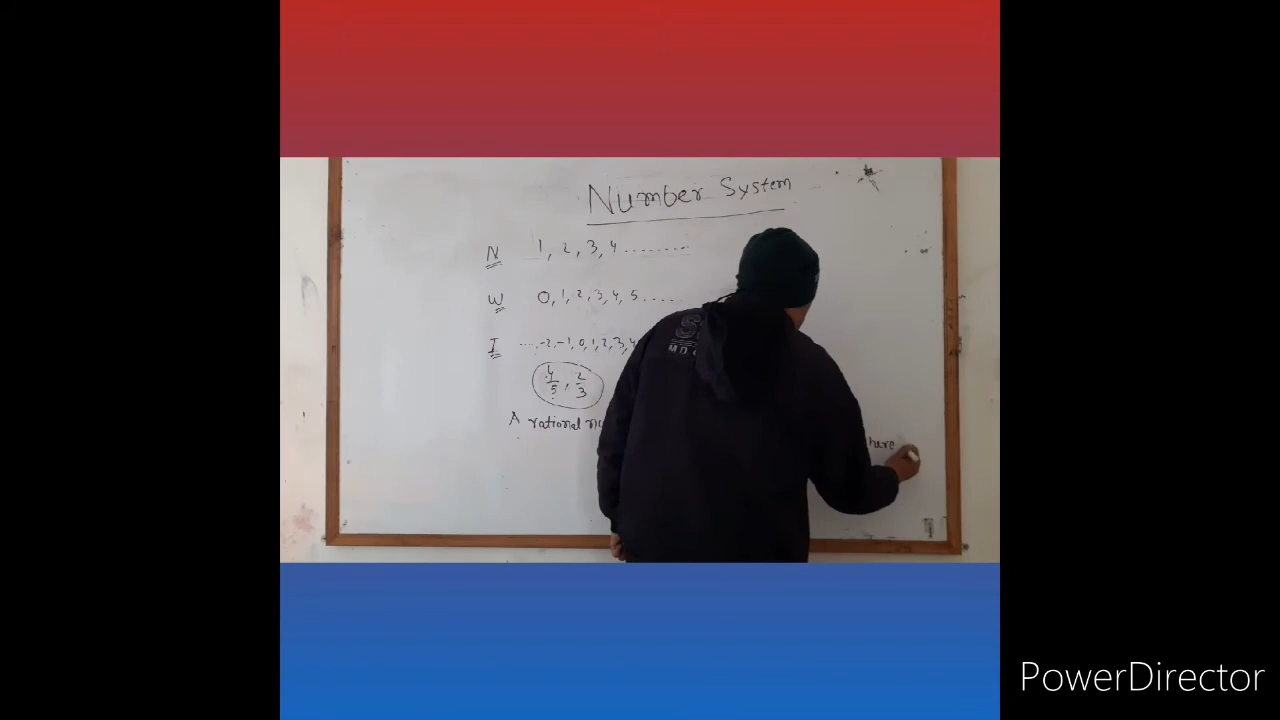 Number System
N 1, 2, 3, 4 .........
W 0, 1, 2, 3, 4, 5 .....
I ...., -2, -1, 0, 1, 2, 3, 4
4/5, 2/3
A rational
here
PowerDirector